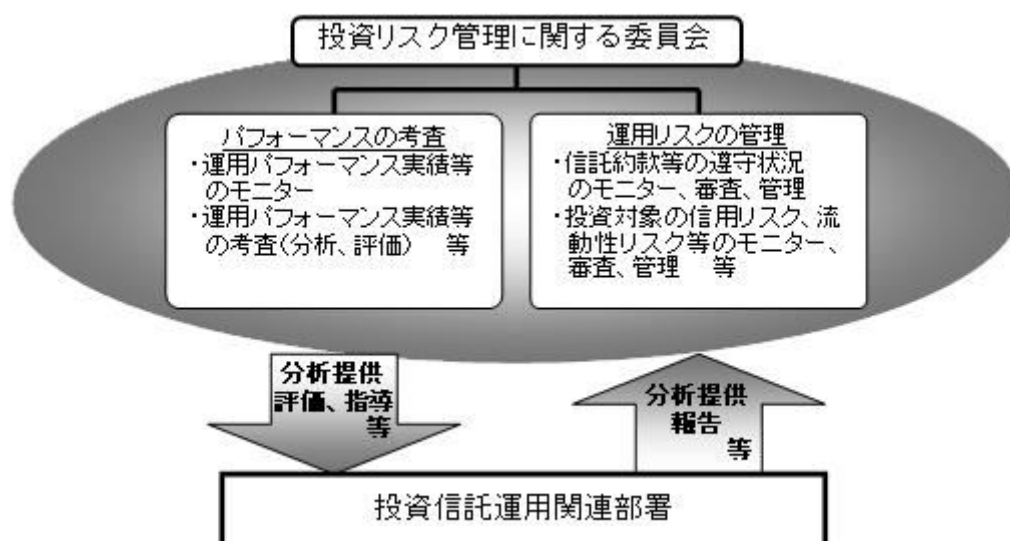 投資リスク管理に関する委員会
パフォーマンスの考査
・運用パフォーマンス実績等
のモニター
・運用パフォーマンス実績等
の考査(分析、評価) 等
運用リスクの管理
・信託約款等の遵守状況
のモニター、審査、管理
・投資対象の信用リスク、流
動性リスク等のモニター、
審査、管理 等
分析提供
評価、指導
等
分析提供
報告
等
投資信託運用関連部署